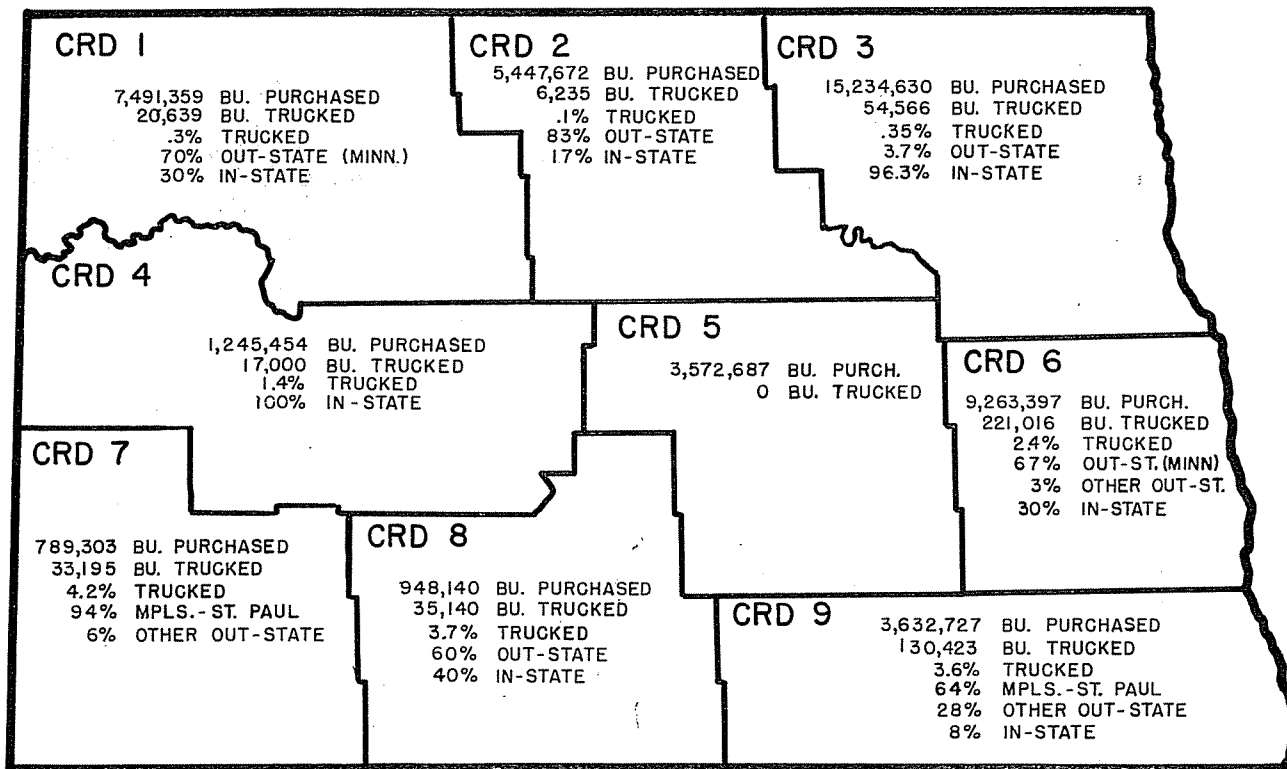 CRD 1
7,491,359 BU. PURCHASED
20,639 BU. TRUCKED
.3% TRUCKED
70% OUT-STATE (MINN.)
30% IN-STATE
CRD 2
5,447,672 BU. PURCHASED
6,235 BU. TRUCKED
.1% TRUCKED
83% OUT-STATE
1.7% IN-STATE
CRD 3
15,234,630 BU. PURCHASED
54,566 BU. TRUCKED
.35% TRUCKED
3.7% OUT-STATE
96.3% IN-STATE
CRD 4
1,245,454 BU. PURCHASED
17,000 BU. TRUCKED
1.4% TRUCKED
100% IN-STATE
CRD 5
3,572,687 BU. PURCH.
0 BU. TRUCKED
CRD 6
9,263,397 BU. PURCH.
221,016 BU. TRUCKED
2.4% TRUCKED
67% OUT-ST. (MINN)
3% OTHER OUT-ST.
30% IN-STATE
CRD 7
789,303 BU. PURCHASED
33,195 BU. TRUCKED
4.2% TRUCKED
94% MPLS.-ST. PAUL
6% OTHER OUT-STATE
CRD 8
948,140 BU. PURCHASED
35,140 BU. TRUCKED
3.7% TRUCKED
60% OUT-STATE
40% IN-STATE
CRD 9
3,632,727 BU. PURCHASED
130,423 BU. TRUCKED
3.6% TRUCKED
64% MPLS.-ST. PAUL
28% OTHER OUT-STATE
8% IN-STATE